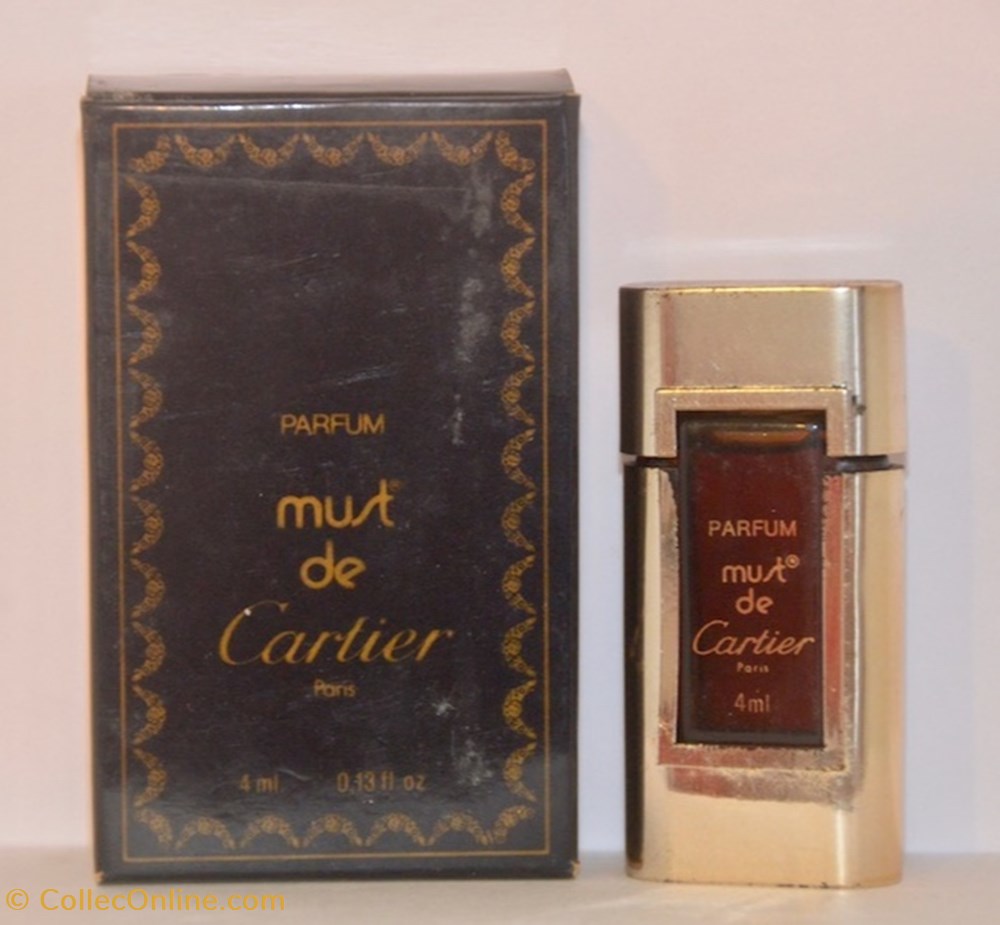 PARFUM
must®
de
Cartier
Paris
4 ml 0.13 fl oz
PARFUM
must®
de
Cartier
Paris
4ml
© CollecOnline.com